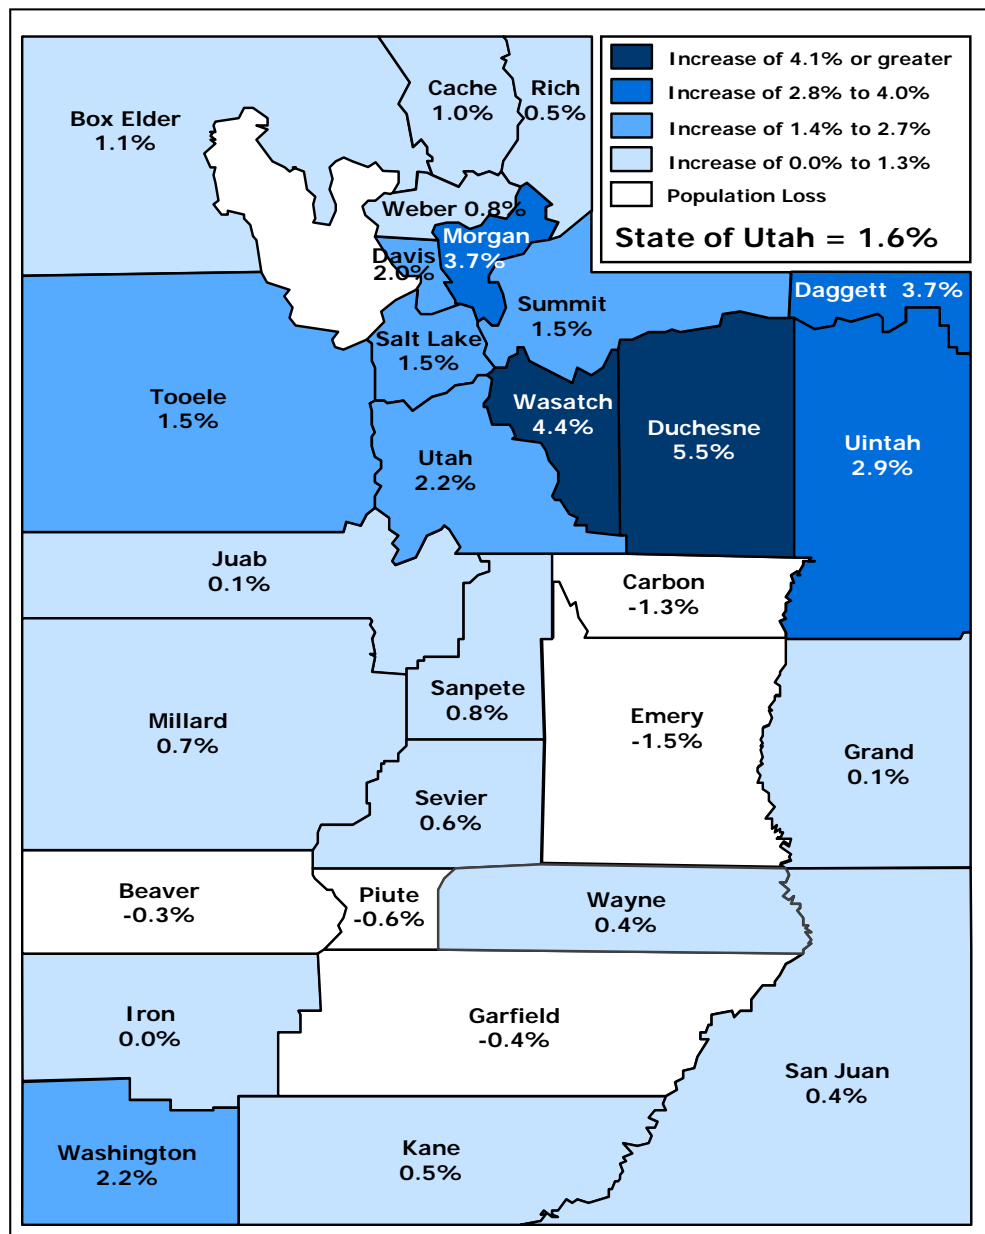 Increase of 4.1% or greater
Increase of 2.8% to 4.0%
Increase of 1.4% to 2.7%
Increase of 0.0% to 1.3%
Population Loss
State of Utah = 1.6%
Box Elder
1.1%
Cache
1.0%
Rich
0.5%
Weber 0.8%
Morgan
3.7%
Davis
2.0%
Daggett 3.7%
Summit
1.5%
Salt Lake
1.5%
Tooele
1.5%
Wasatch
4.4%
Duchesne
5.5%
Uintah
2.9%
Utah
2.2%
Juab
0.1%
Carbon
-1.3%
Sanpete
0.8%
Millard
0.7%
Emery
-1.5%
Grand
0.1%
Sevier
0.6%
Beaver
-0.3%
Piute
-0.6%
Wayne
0.4%
Iron
0.0%
Garfield
-0.4%
San Juan
0.4%
Washington
2.2%
Kane
0.5%